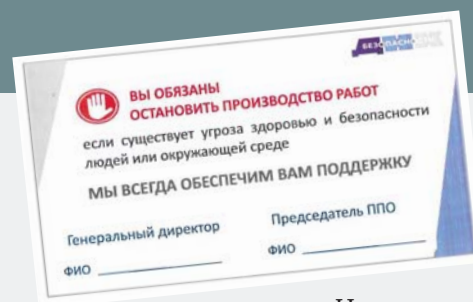 БЕЗОПАСНО
ВЫ ОБЯЗАНЫ
ОСТАНОВИТЬ ПРОИЗВОДСТВО РАБОТ
если существует угроза здоровью и безопасности
людей или окружающей среде
МЫ ВСЕГДА ОБЕСПЕЧИМ ВАМ ПОДДЕРЖКУ
Генеральный директор
Председатель ППО
ФИО
ФИО